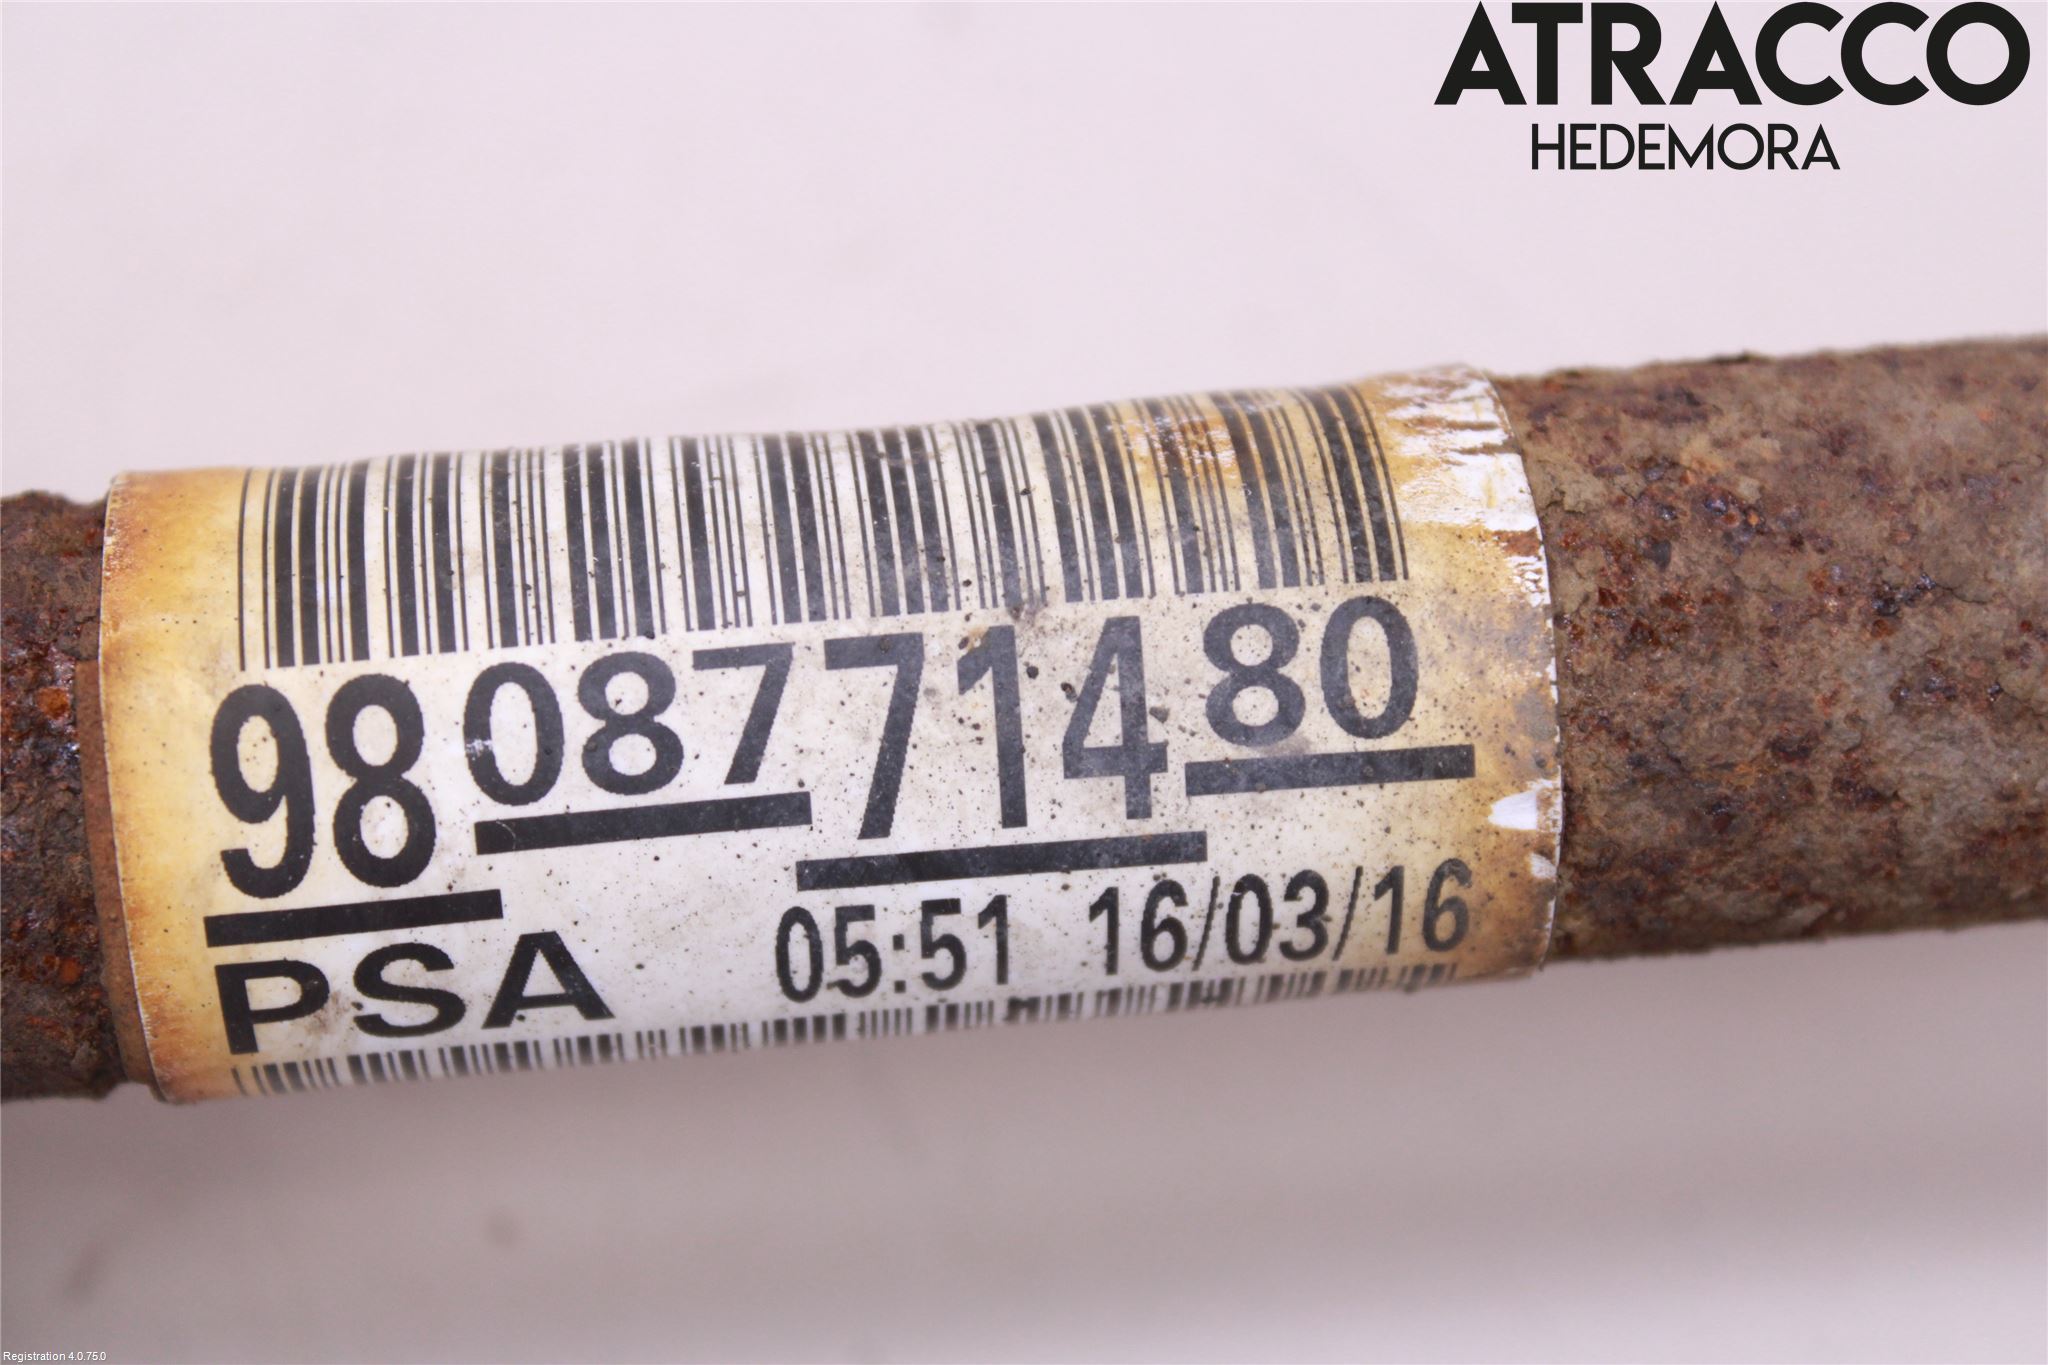 ATRACCO
HEDEMORA
9808771480
PSA 05:51 16/03/16
Registration 4.0.75.0